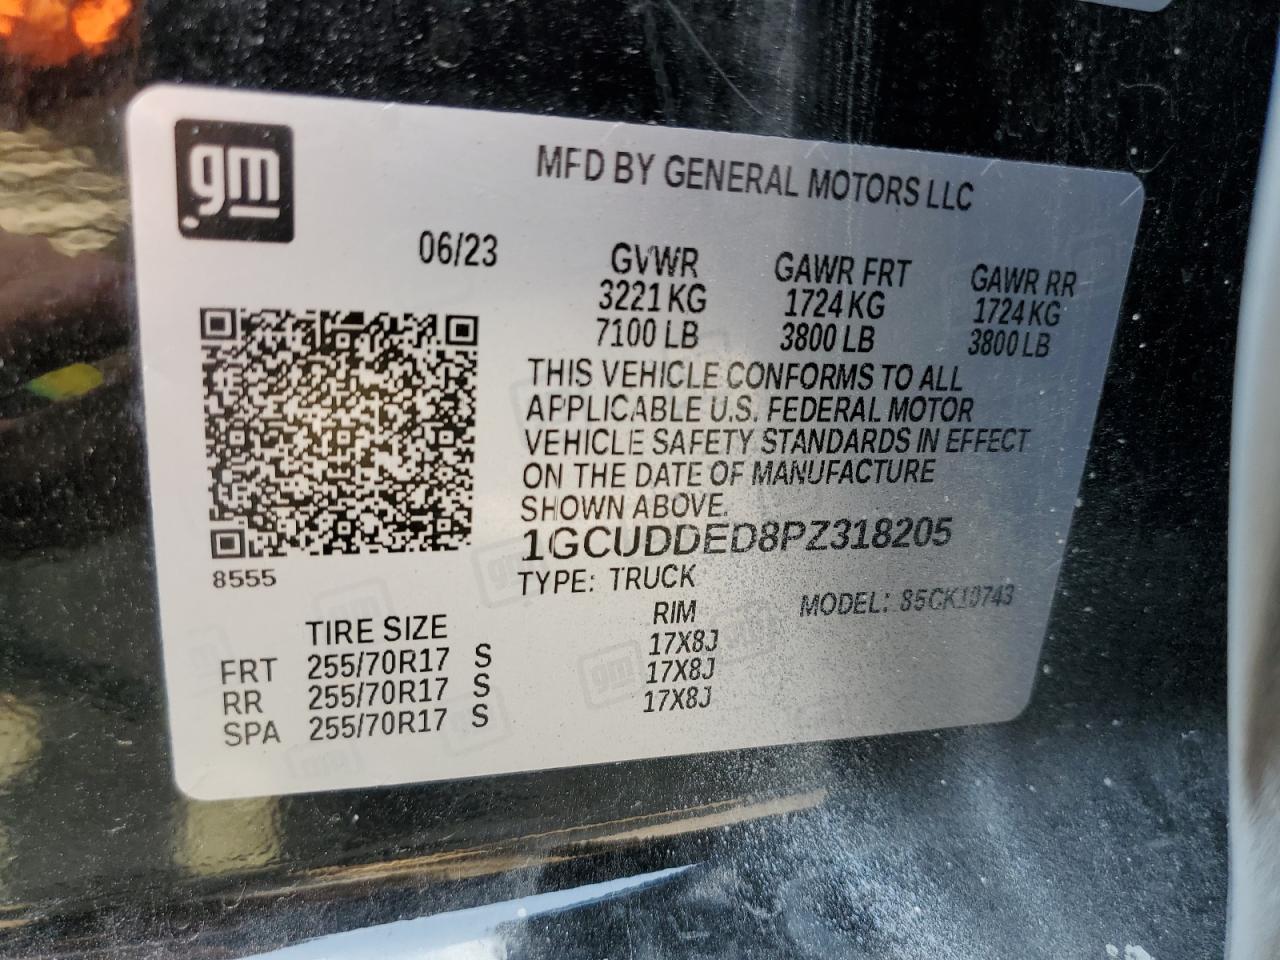 gm
MFD BY GENERAL MOTORS LLC
06/23
GVWR GAWR FRT GAWR RR
3221 KG 1724 KG 1724 KG
7100 LB 3800 LB 3800 LB
THIS VEHICLE CONFORMS TO ALL
APPLICABLE U.S. FEDERAL MOTOR
VEHICLE SAFETY STANDARDS IN EFFECT
ON THE DATE OF MANUFACTURE
SHOWN ABOVE.
1GCUDDED8PZ318205
8555
TYPE: TRUCK
MODEL: 85CK10743
TIRE SIZE RIM
FRT 255/70R17 S 17X8J
RR 255/70R17 S 17X8J
SPA 255/70R17 S 17X8J